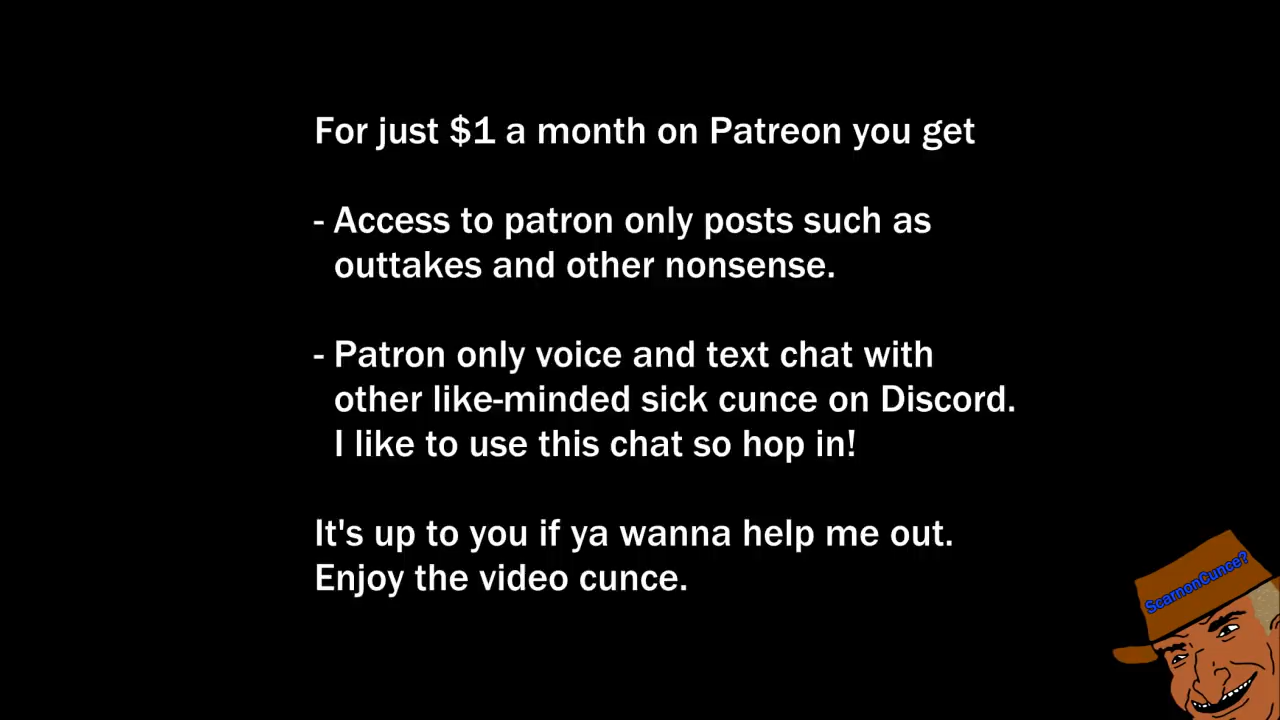 For just $1 a month on Patreon you get
- Access to patron only posts such as
outtakes and other nonsense.
- Patron only voice and text chat with
other like-minded sick cunce on Discord.
I like to use this chat so hop in!
It's up to you if ya wanna help me out.
Enjoy the video cunce.
ScarnonCunce?